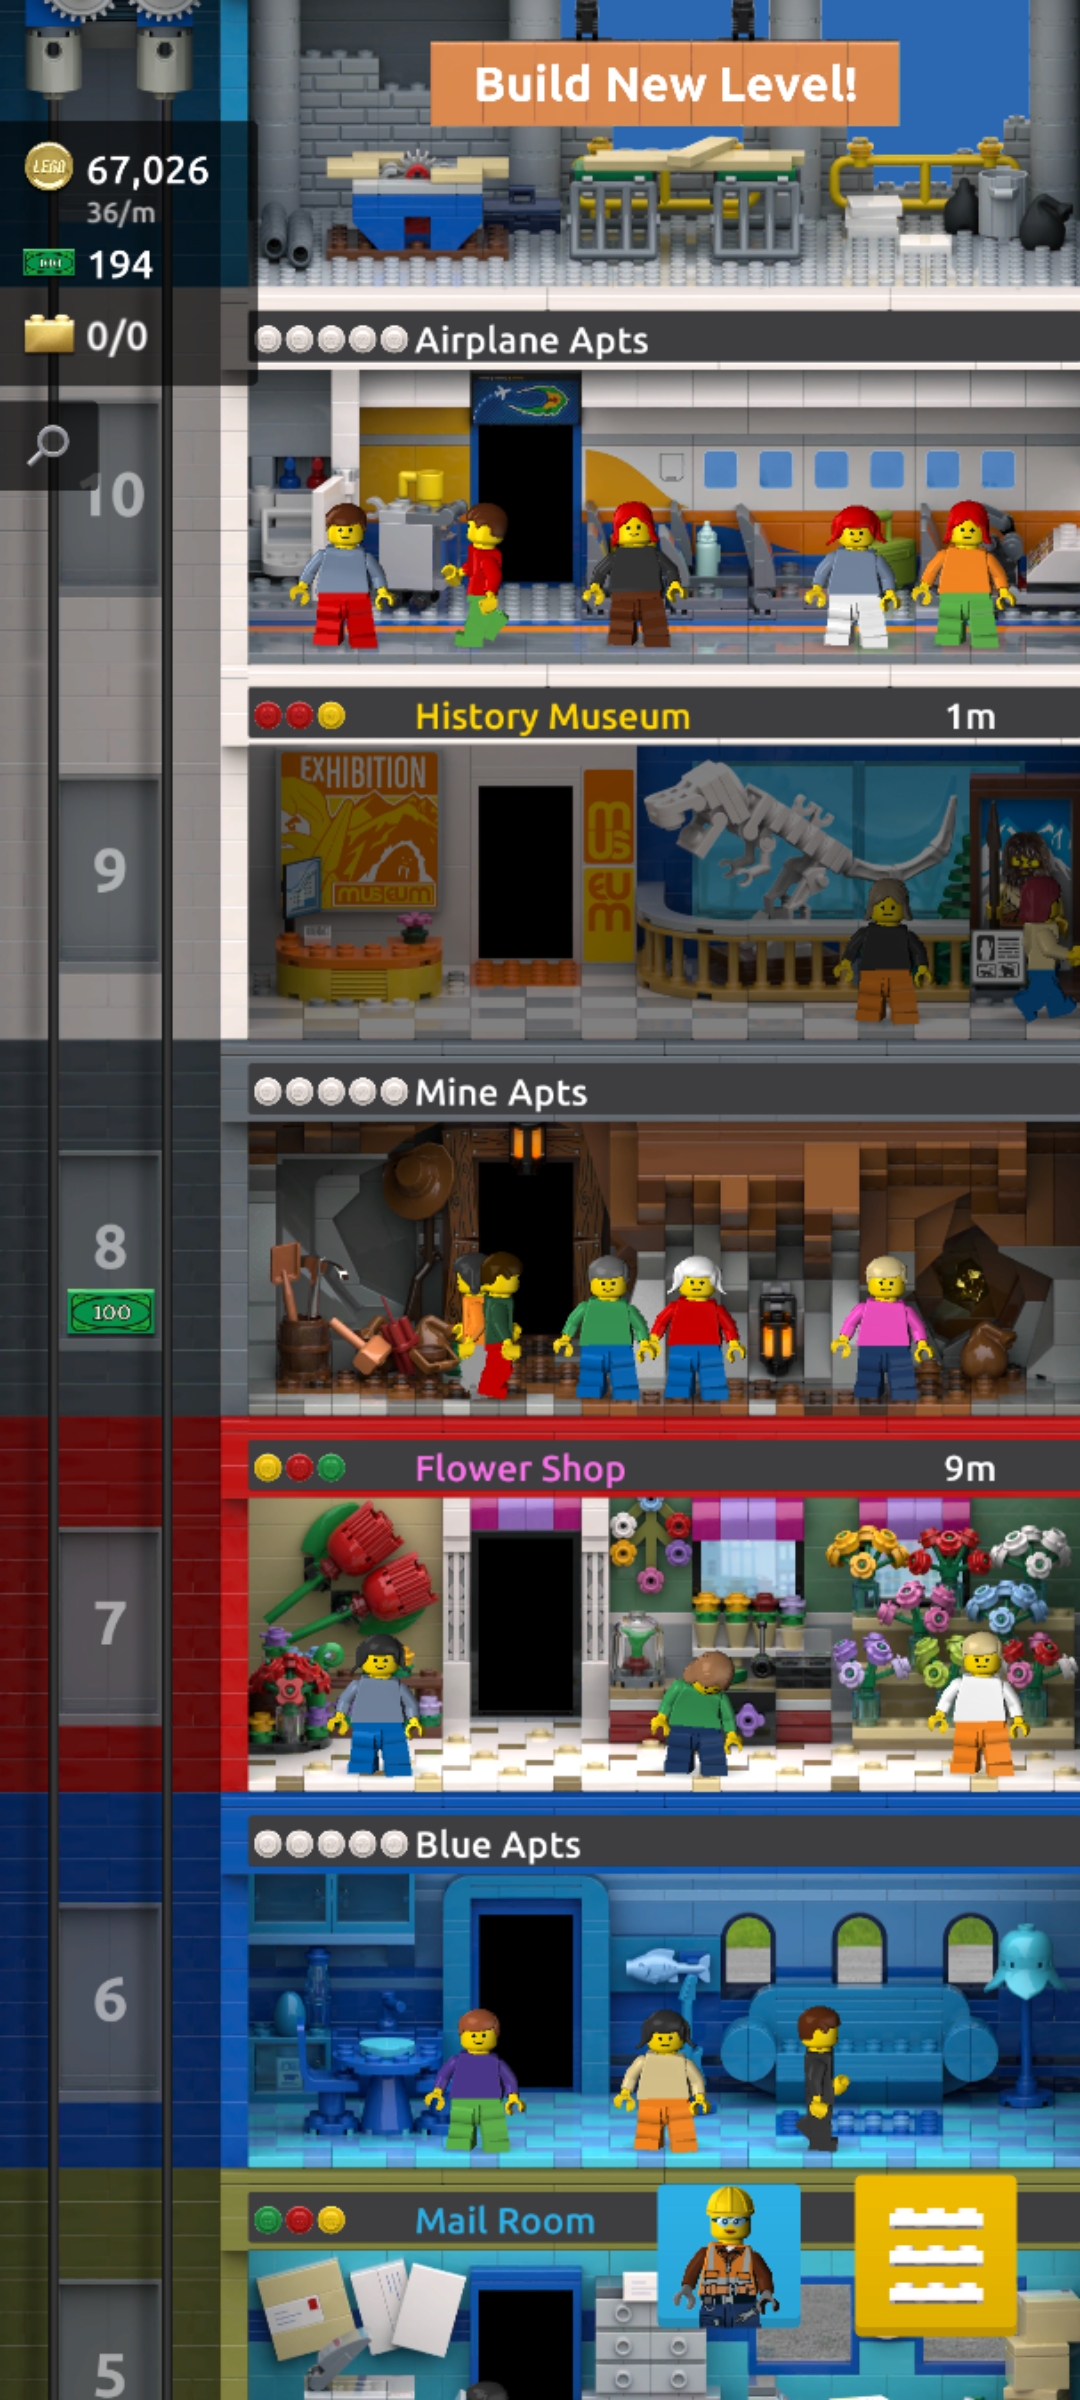 Build New Level!
LEGO 67,026
36/m
194
0/0
Airplane Apts
10
History Museum 1m
EXHIBITION
MUSEUM
MUSEUM
9
Mine Apts
8
100
Flower Shop 9m
7
Blue Apts
6
Mail Room
5